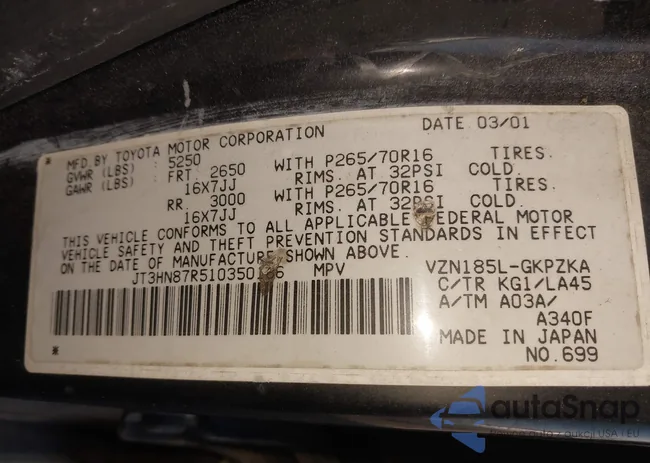 MFD BY TOYOTA MOTOR CORPORATION DATE 03/01
GVWR (LBS) : 5250
GAWR (LBS) : FRT. 2650 WITH P265/70R16 TIRES.
16X7JJ RIMS. AT 32PSI COLD.
RR. 3000 WITH P265/70R16 TIRES.
16X7JJ RIMS. AT 32PSI COLD.
THIS VEHICLE CONFORMS TO ALL APPLICABLE FEDERAL MOTOR
VEHICLE SAFETY AND THEFT PREVENTION STANDARDS IN EFFECT
ON THE DATE OF MANUFACTURE SHOWN ABOVE.
MPV VZN185L-GKPZKA
C/TR KG1/LA45
A/TM A03A/
A340F
MADE IN JAPAN
NO.699
autoSnap